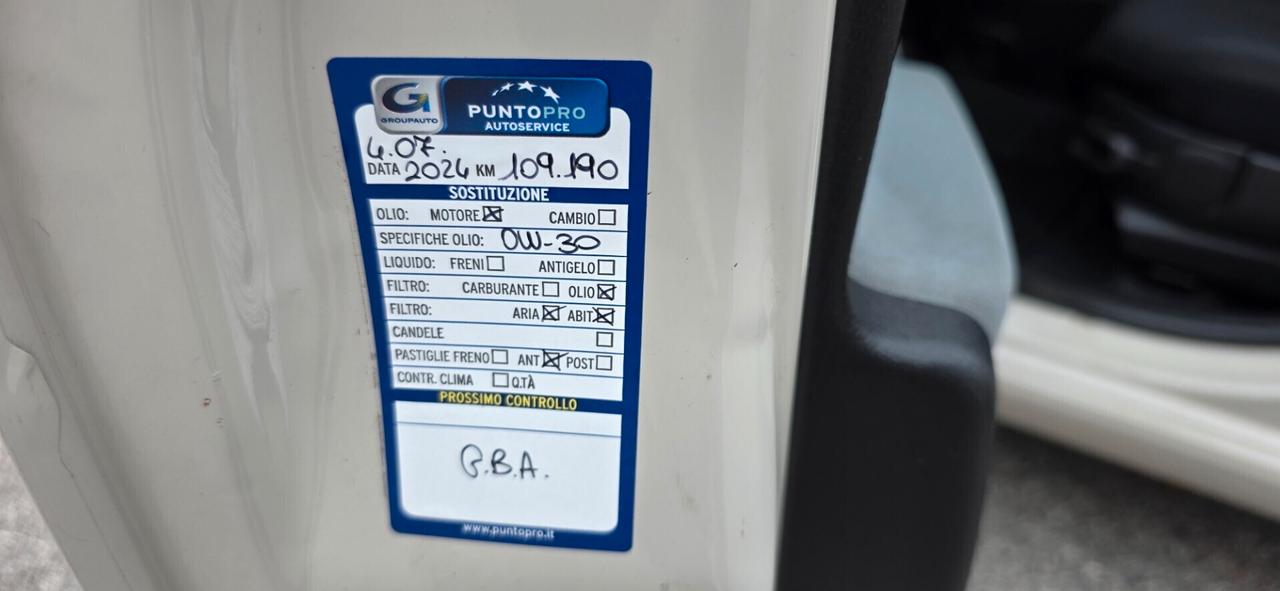 G
GROUPAUTO
PUNTOPRO
AUTOSERVICE
4.07.
DATA 2024 KM 109.190
SOSTITUZIONE
OLIO: MOTORE CAMBIO
SPECIFICHE OLIO: 0W-30
LIQUIDO: FRENI ANTIGELO
FILTRO: CARBURANTE OLIO
FILTRO: ARIA ABIT
CANDELE
PASTIGLIE FRENO ANT POST
CONTR. CLIMA Q.TÀ
PROSSIMO CONTROLLO
G.B.A.
www.puntopro.it